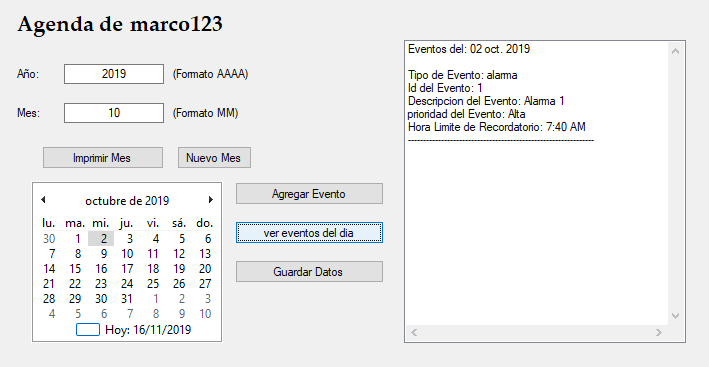 Agenda de marco123
Año: 2019 (Formato AAAA)
Mes: 10 (Formato MM)
Imprimir Mes Nuevo Mes
octubre de 2019
lu. ma. mi. ju. vi. sá. do.
30 1 2 3 4 5 6
7 8 9 10 11 12 13
14 15 16 17 18 19 20
21 22 23 24 25 26 27
28 29 30 31 1 2 3
4 5 6 7 8 9 10
Hoy: 16/11/2019
Agregar Evento
ver eventos del dia
Guardar Datos
Eventos del: 02 oct. 2019
Tipo de Evento: alarma
Id del Evento: 1
Descripcion del Evento: Alarma 1
prioridad del Evento: Alta
Hora Limite de Recordatorio: 7:40 AM
--------------------------------------------------------------